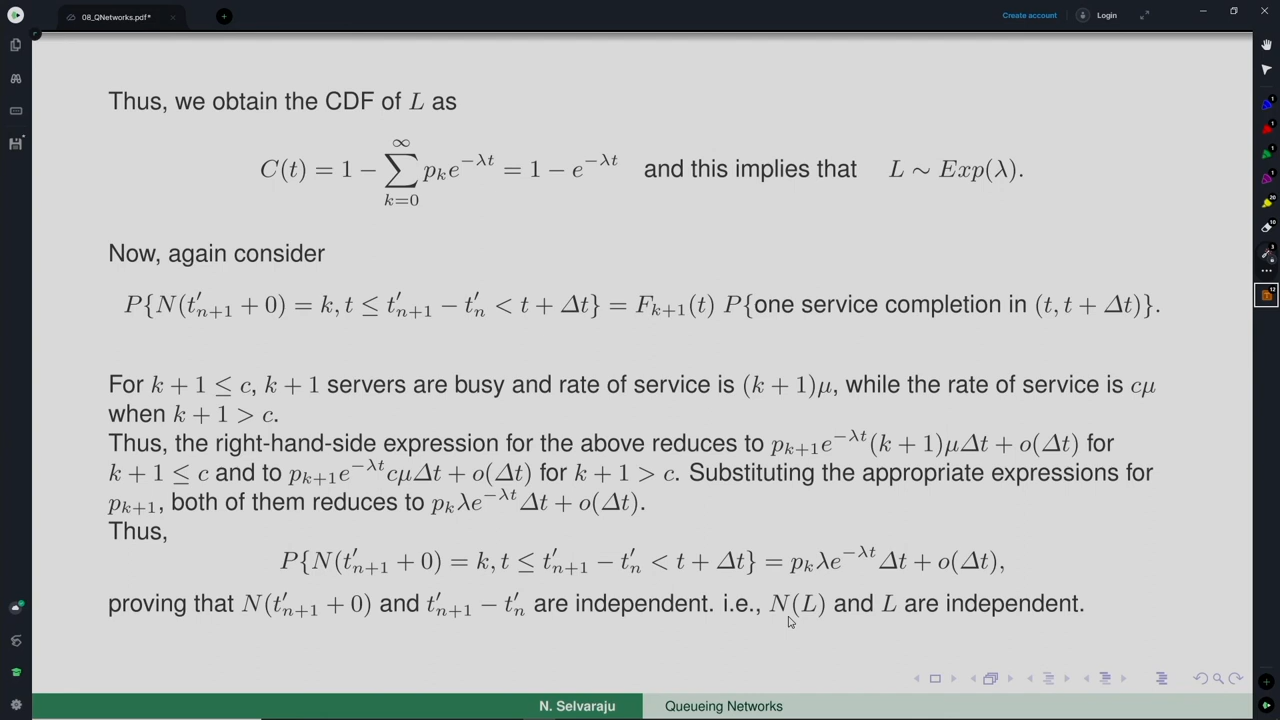 08_QNetworks.pdf*
Create account
Login
Thus, we obtain the CDF of L as
C(t) = 1 − ∑_{k=0}^{∞} p_k e^{−λt} = 1 − e^{−λt} and this implies that L ∼ Exp(λ).
Now, again consider
P{N(t′_{n+1} + 0) = k, t ≤ t′_{n+1} − t′_n < t + Δt} = F_{k+1}(t) P{one service completion in (t, t + Δt)}.
For k + 1 ≤ c, k + 1 servers are busy and rate of service is (k + 1)μ, while the rate of service is cμ
when k + 1 > c.
Thus, the right-hand-side expression for the above reduces to p_{k+1}e^{−λt}(k + 1)μΔt + o(Δt) for
k + 1 ≤ c and to p_{k+1}e^{−λt}cμΔt + o(Δt) for k + 1 > c. Substituting the appropriate expressions for
p_{k+1}, both of them reduces to p_kλe^{−λt}Δt + o(Δt).
Thus,
P{N(t′_{n+1} + 0) = k, t ≤ t′_{n+1} − t′_n < t + Δt} = p_kλe^{−λt}Δt + o(Δt),
proving that N(t′_{n+1} + 0) and t′_{n+1} − t′_n are independent. i.e., N(L) and L are independent.
N. Selvaraju Queueing Networks